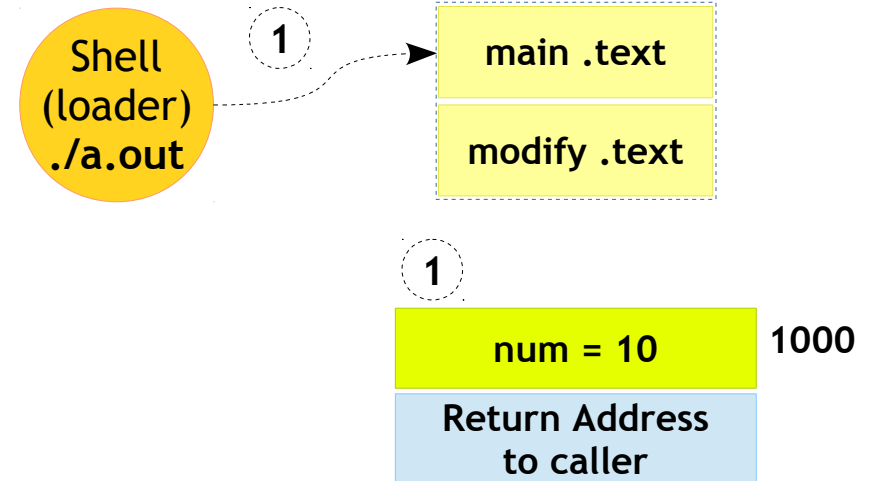 Shell
(loader)
./a.out
1
main .text
modify .text
1
num = 10
1000
Return Address
to caller